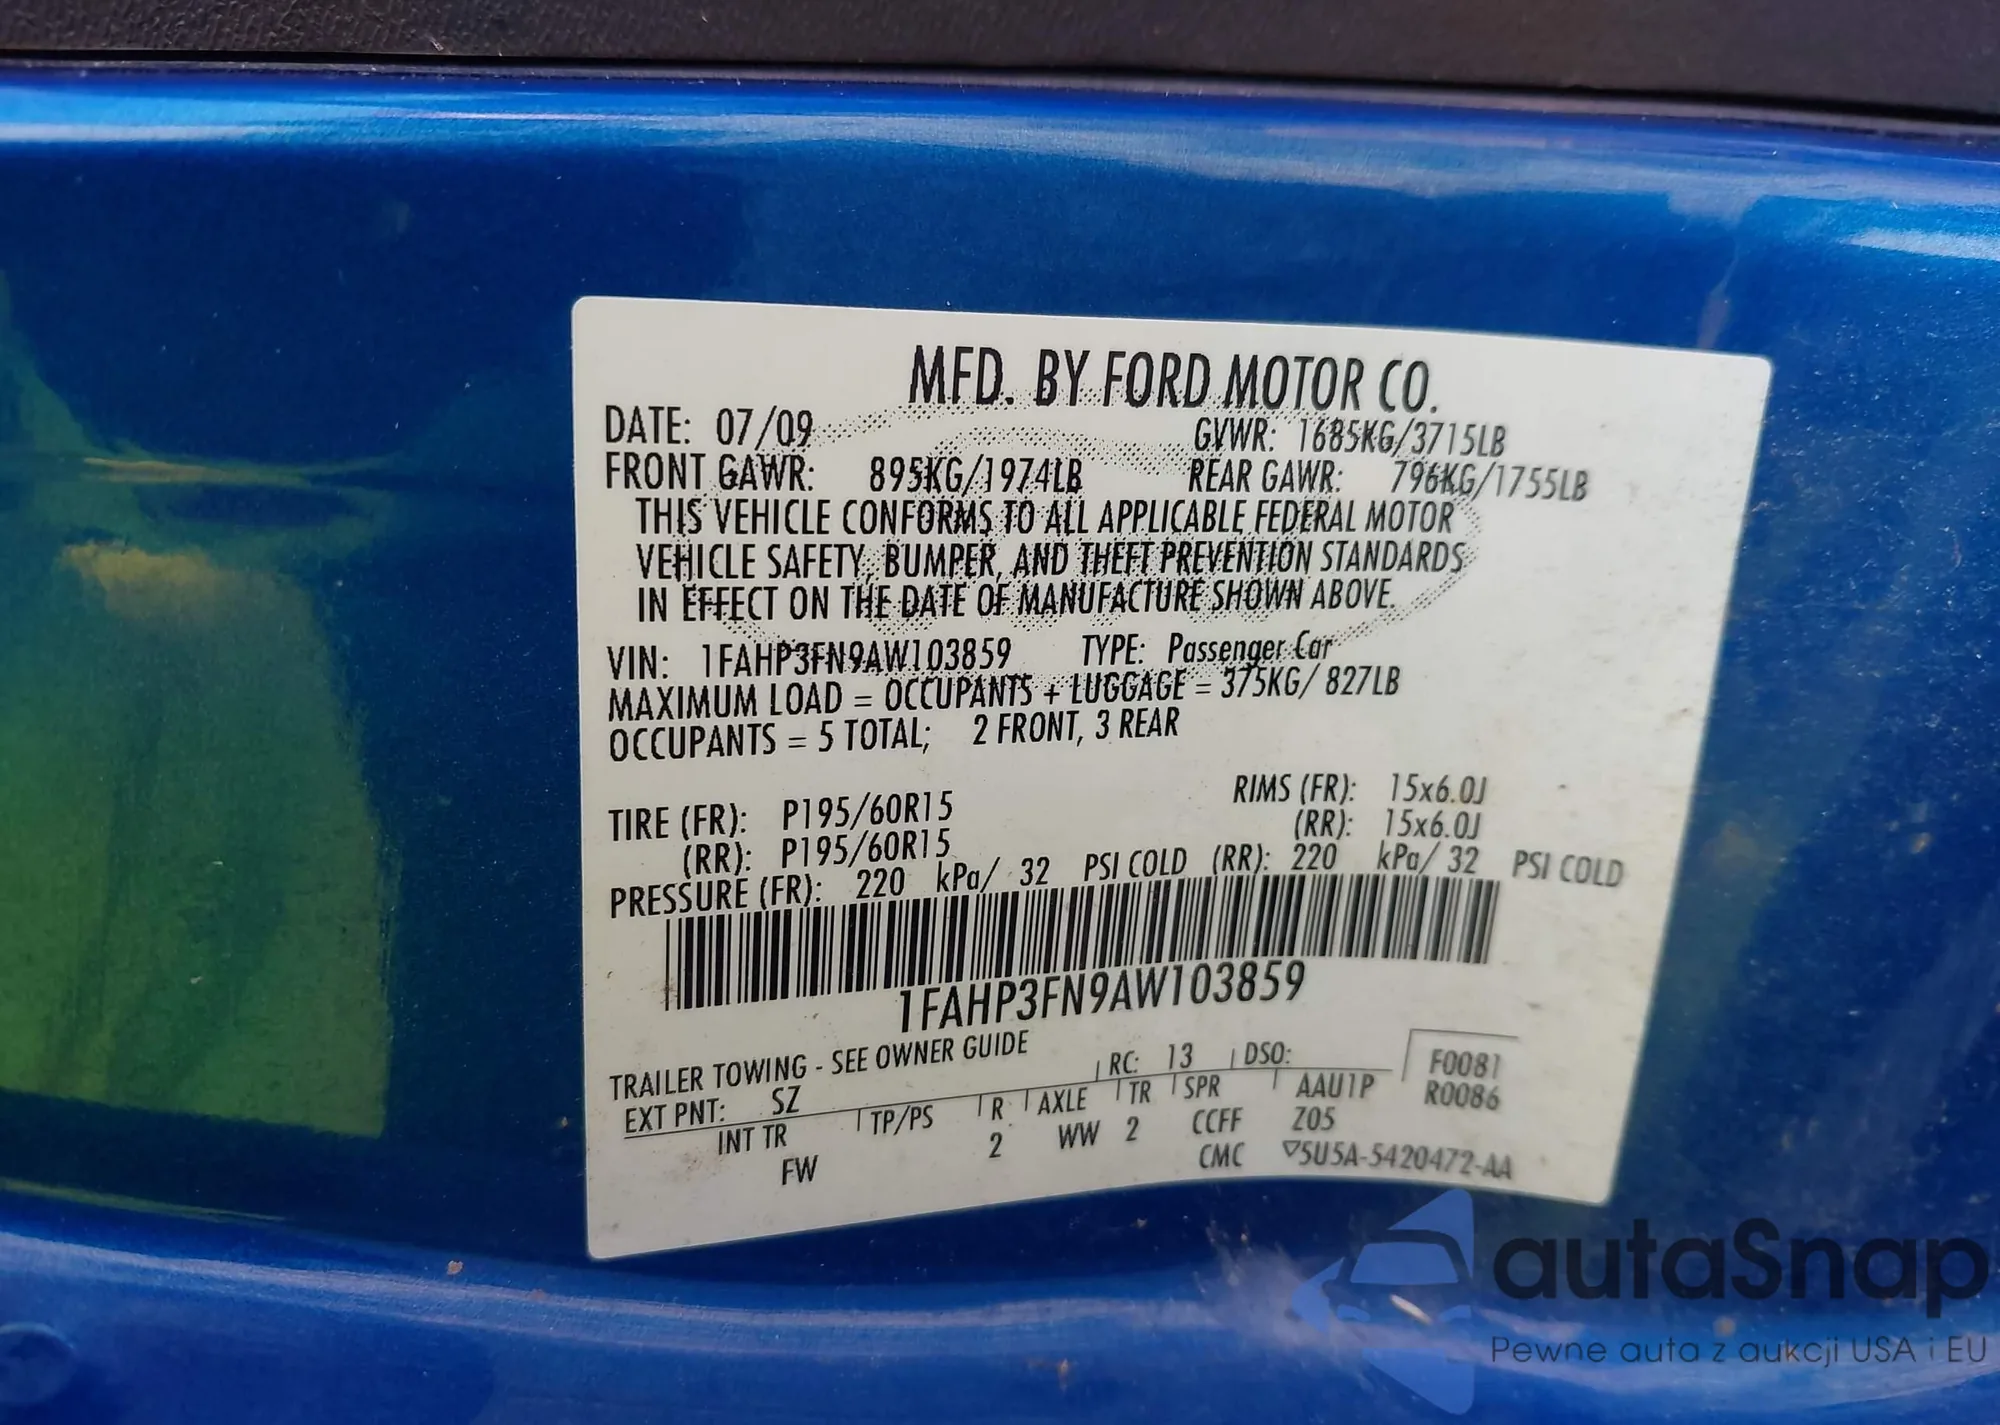 MFD. BY FORD MOTOR CO.
DATE: 07/09 GVWR: 1685KG/3715LB
FRONT GAWR: 895KG/1974LB REAR GAWR: 796KG/1755LB
THIS VEHICLE CONFORMS TO ALL APPLICABLE FEDERAL MOTOR
VEHICLE SAFETY, BUMPER, AND THEFT PREVENTION STANDARDS
IN EFFECT ON THE DATE OF MANUFACTURE SHOWN ABOVE.
VIN: 1FAHP3FN9AW103859 TYPE: Passenger Car
MAXIMUM LOAD = OCCUPANTS + LUGGAGE = 375KG/ 827LB
OCCUPANTS = 5 TOTAL; 2 FRONT, 3 REAR
TIRE (FR): P195/60R15 RIMS (FR): 15x6.0J
(RR): P195/60R15 (RR): 15x6.0J
PRESSURE (FR): 220 kPa/ 32 PSI COLD (RR): 220 kPa/ 32 PSI COLD
1FAHP3FN9AW103859
TRAILER TOWING - SEE OWNER GUIDE RC: 13 DSO: F0081
EXT PNT: SZ R0086
INT TR TP/PS R AXLE TR SPR AAU1P
FW 2 WW 2 CCFF Z05
CMC ▽5U5A-5420472-AA
autaSnap
Pewne auta z aukcji USA i EU